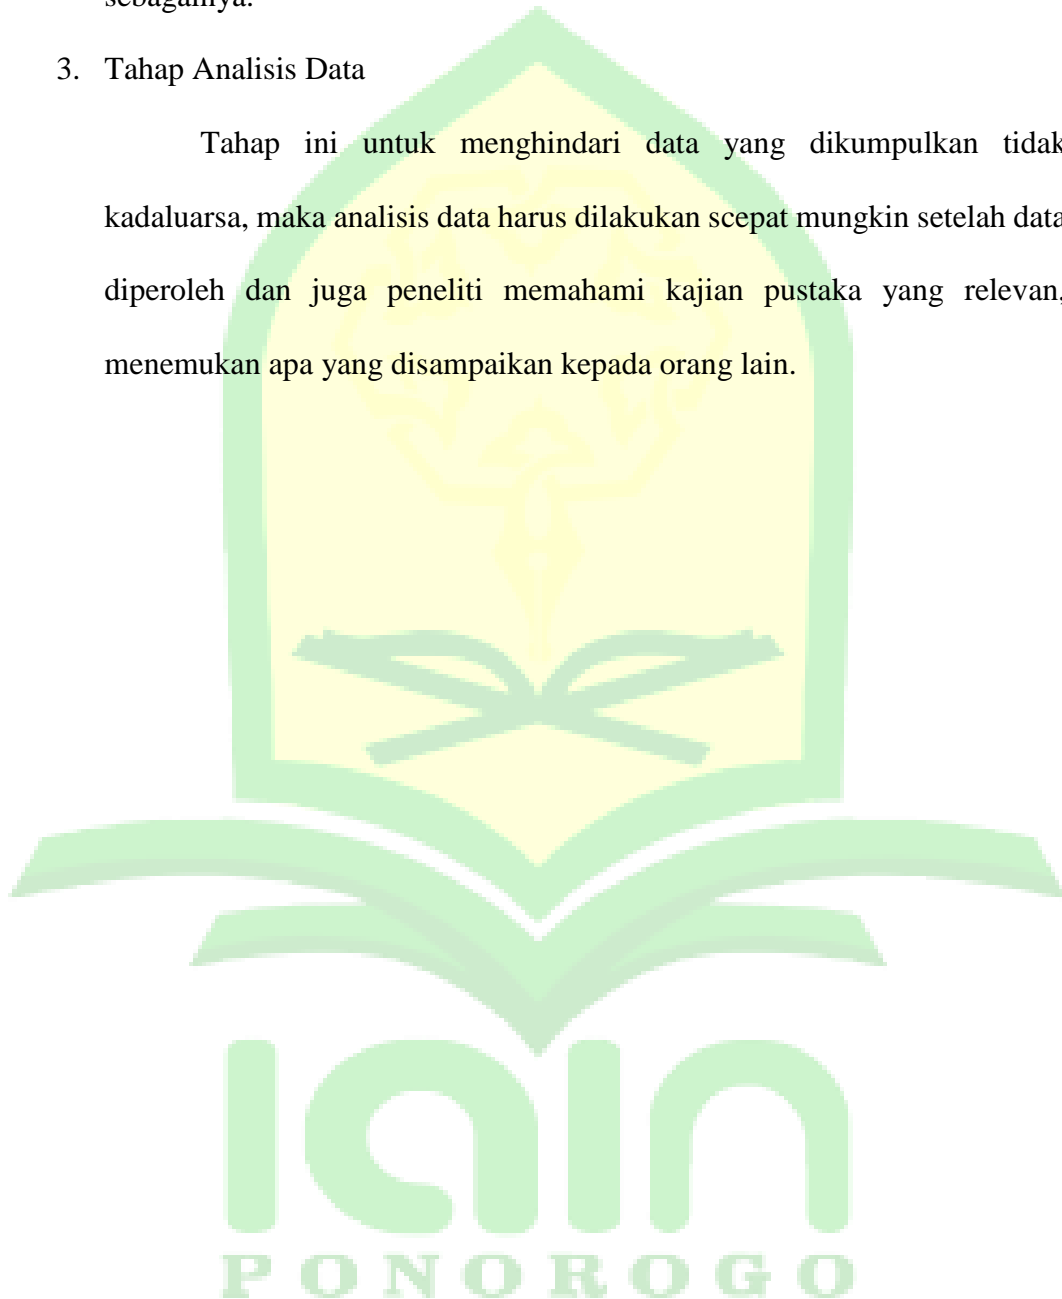 sebagainya.
3. Tahap Analisis Data
Tahap ini untuk menghindari data yang dikumpulkan tidak
kadaluarsa, maka analisis data harus dilakukan scepat mungkin setelah data
diperoleh dan juga peneliti memahami kajian pustaka yang relevan,
menemukan apa yang disampaikan kepada orang lain.
IAIN
PONOROGO